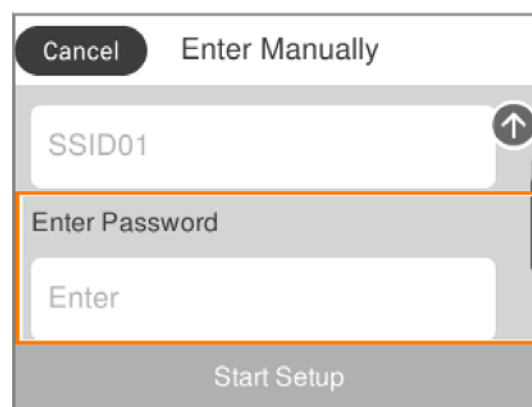 Cancel Enter Manually
SSID01
Enter Password
Enter
Start Setup